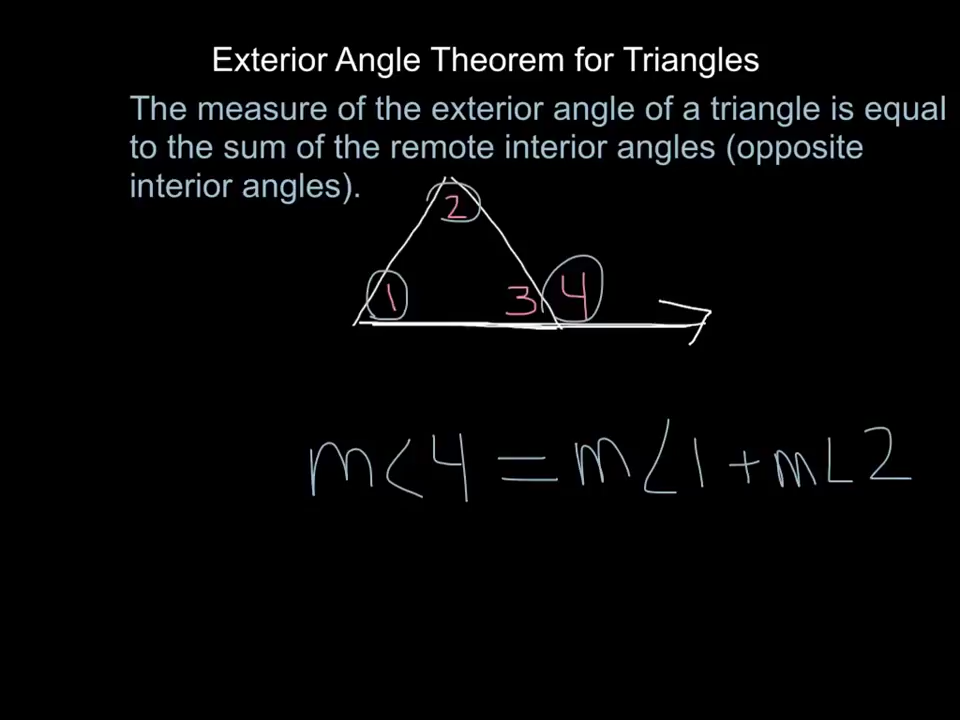 Exterior Angle Theorem for Triangles
The measure of the exterior angle of a triangle is equal
to the sum of the remote interior angles (opposite
interior angles).
2
1 3 4
m<4 = m∠1 + m∠2